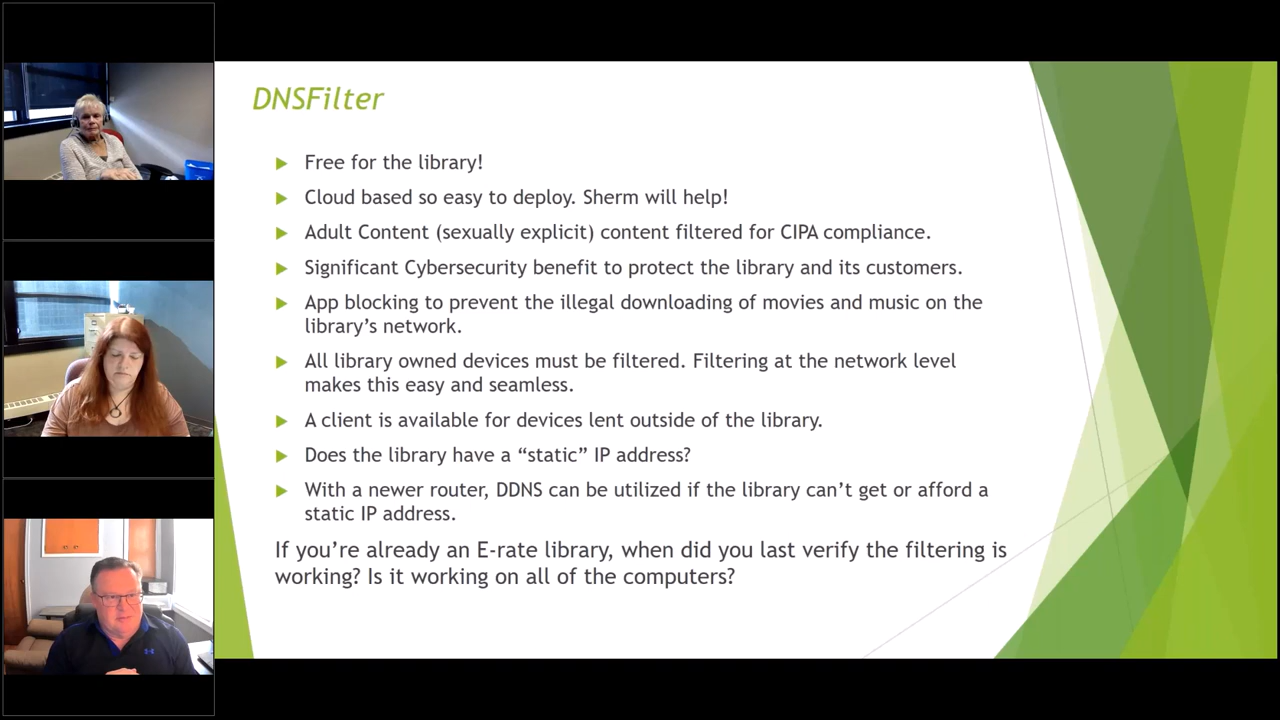 DNSFilter
Free for the library!
Cloud based so easy to deploy. Sherm will help!
Adult Content (sexually explicit) content filtered for CIPA compliance.
Significant Cybersecurity benefit to protect the library and its customers.
App blocking to prevent the illegal downloading of movies and music on the
library’s network.
All library owned devices must be filtered. Filtering at the network level
makes this easy and seamless.
A client is available for devices lent outside of the library.
Does the library have a “static” IP address?
With a newer router, DDNS can be utilized if the library can’t get or afford a
static IP address.
If you’re already an E-rate library, when did you last verify the filtering is
working? Is it working on all of the computers?